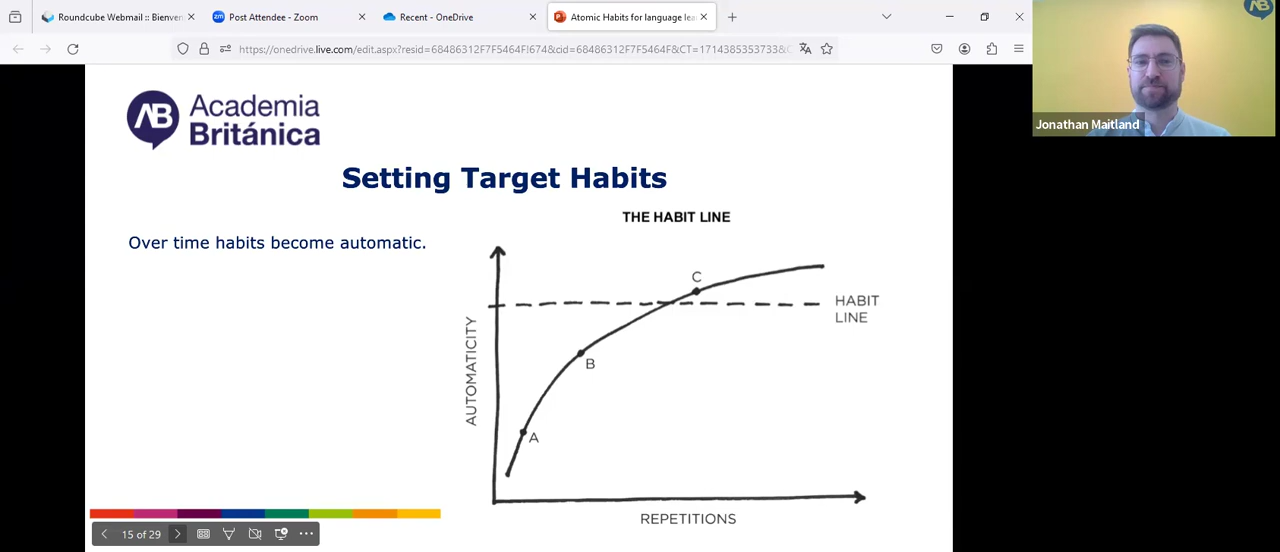 Roundcube Webmail :: Bienven
Post Attendee - Zoom
Recent - OneDrive
Atomic Habits for language lea
https://onedrive.live.com/edit.aspx?resid=68486312F7F5464F!674&cid=68486312F7F5464F&CT=1714385353733&
AB
Jonathan Maitland
AB Academia
Británica
Setting Target Habits
THE HABIT LINE
Over time habits become automatic.
C
HABIT
LINE
AUTOMATICITY
B
A
REPETITIONS
15 of 29